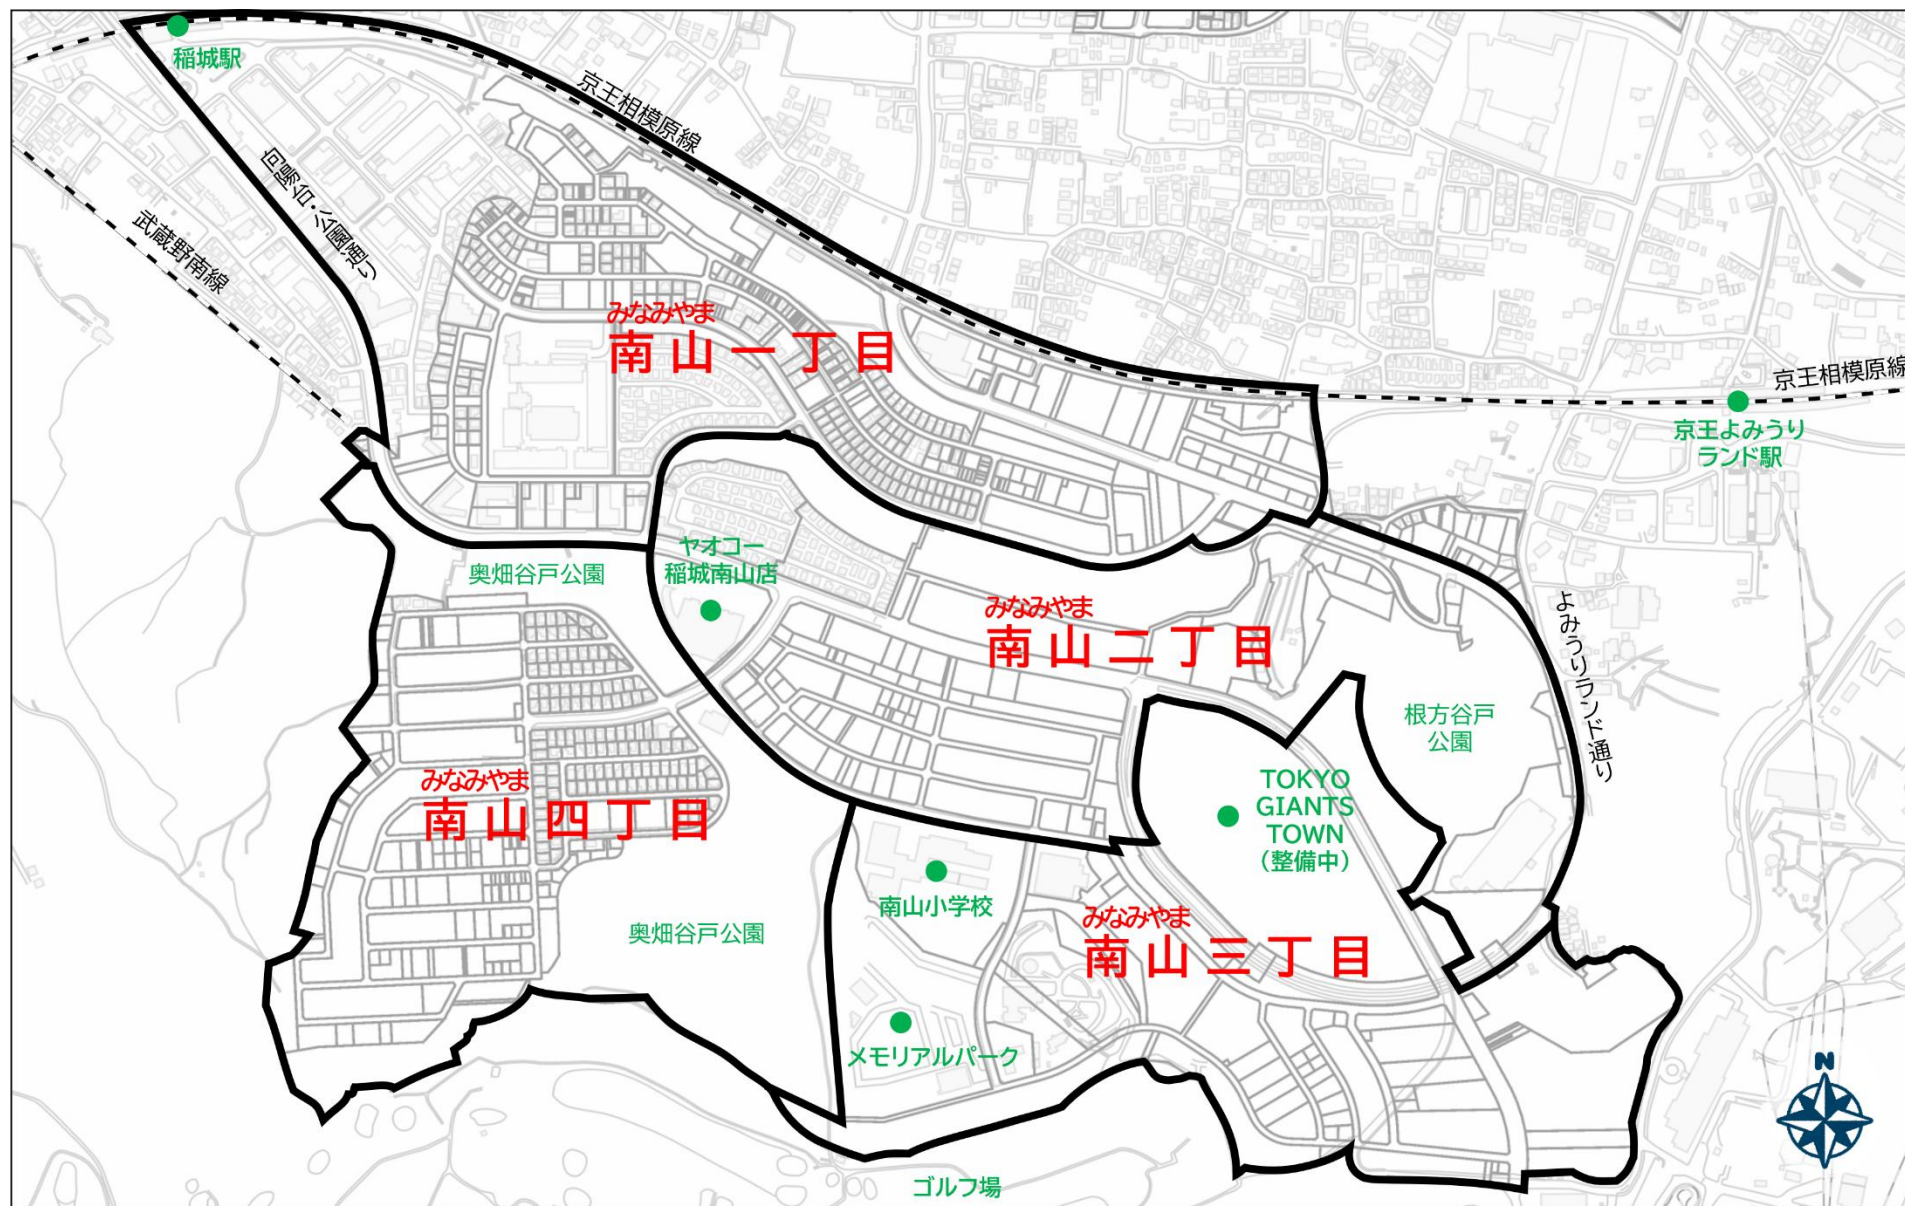 稲城駅
京王相模原線
向陽台・公園通り
武蔵野南線
みなみやま
南山一丁目
京王相模原線
京王よみうり
ランド駅
ヤオコー
稲城南山店
奥畑谷戸公園
みなみやま
南山二丁目
よみうりランド通り
根方谷戸
公園
みなみやま
南山四丁目
TOKYO
GIANTS
TOWN
（整備中）
南山小学校
みなみやま
南山三丁目
奥畑谷戸公園
メモリアルパーク
N
ゴルフ場